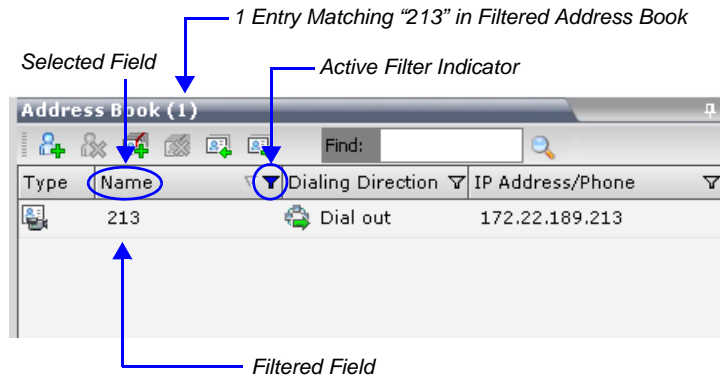 1 Entry Matching “213” in Filtered Address Book
Selected Field
Active Filter Indicator
Address Book (1)
Find:
Type Name Dialing Direction IP Address/Phone
213 Dial out 172.22.189.213
Filtered Field